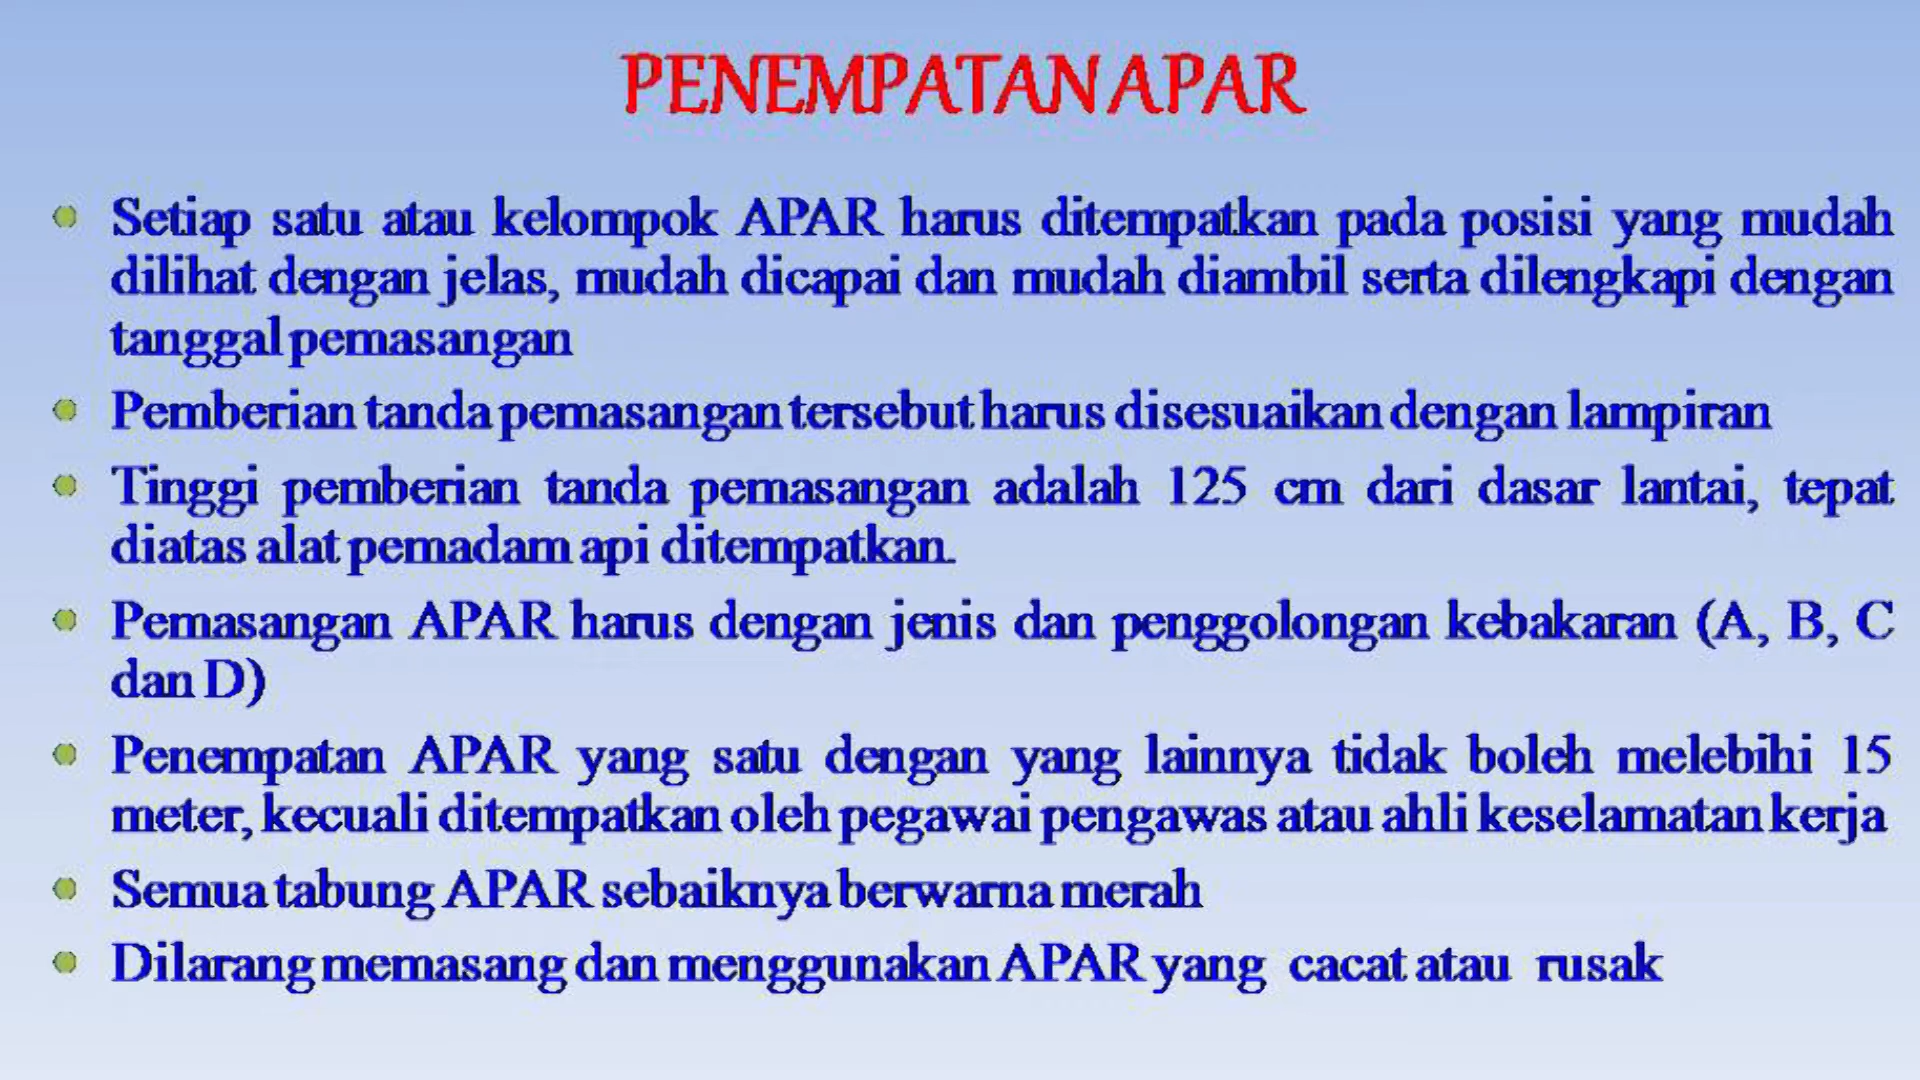 PENEMPATAN APAR
Setiap satu atau kelompok APAR harus ditempatkan pada posisi yang mudah
dilihat dengan jelas, mudah dicapai dan mudah diambil serta dilengkapi dengan
tanggal pemasangan
Pemberian tanda pemasangan tersebut harus disesuaikan dengan lampiran
Tinggi pemberian tanda pemasangan adalah 125 cm dari dasar lantai, tepat
diatas alat pemadam api ditempatkan.
Pemasangan APAR harus dengan jenis dan penggolongan kebakaran (A, B, C
dan D)
Penempatan APAR yang satu dengan yang lainnya tidak boleh melebihi 15
meter, kecuali ditempatkan oleh pegawai pengawas atau ahli keselamatan kerja
Semua tabung APAR sebaiknya berwarna merah
Dilarang memasang dan menggunakan APAR yang cacat atau rusak